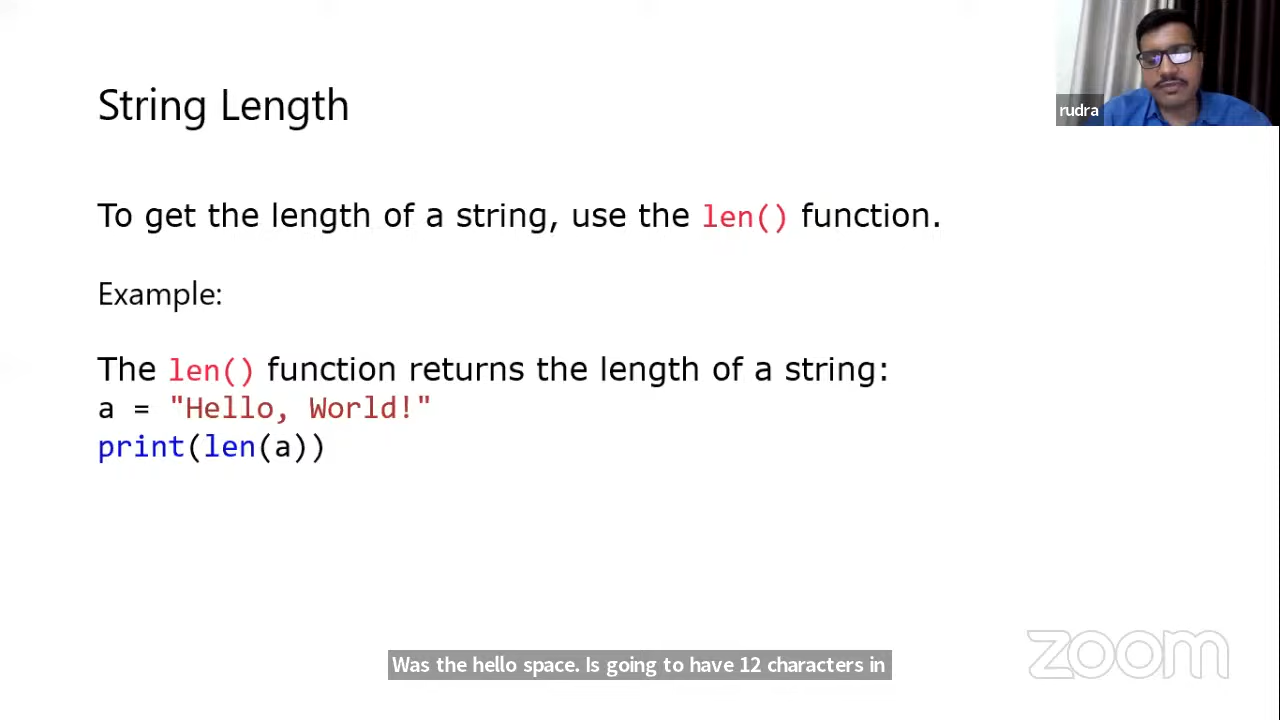 String Length
rudra
To get the length of a string, use the len() function.
Example:
The len() function returns the length of a string:
a = "Hello, World!"
print(len(a))
Was the hello space. Is going to have 12 characters in
zoom